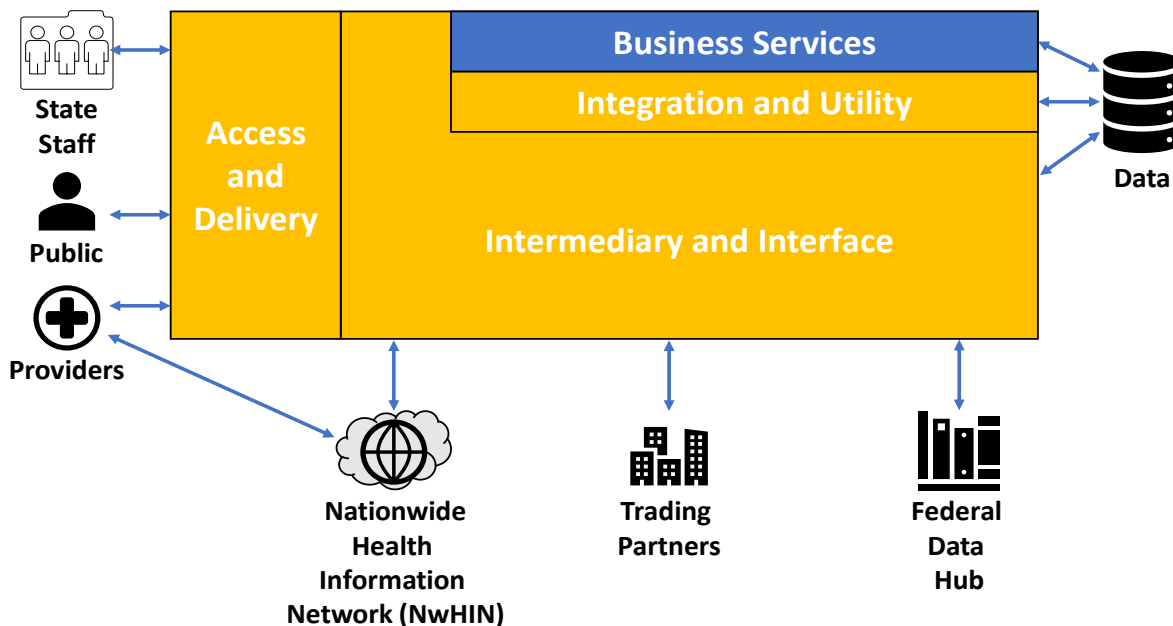 State
Staff
Public
Providers
Access
and
Delivery
Business Services
Integration and Utility
Intermediary and Interface
Data
Nationwide
Health
Information
Network (NwHIN)
Trading
Partners
Federal
Data
Hub